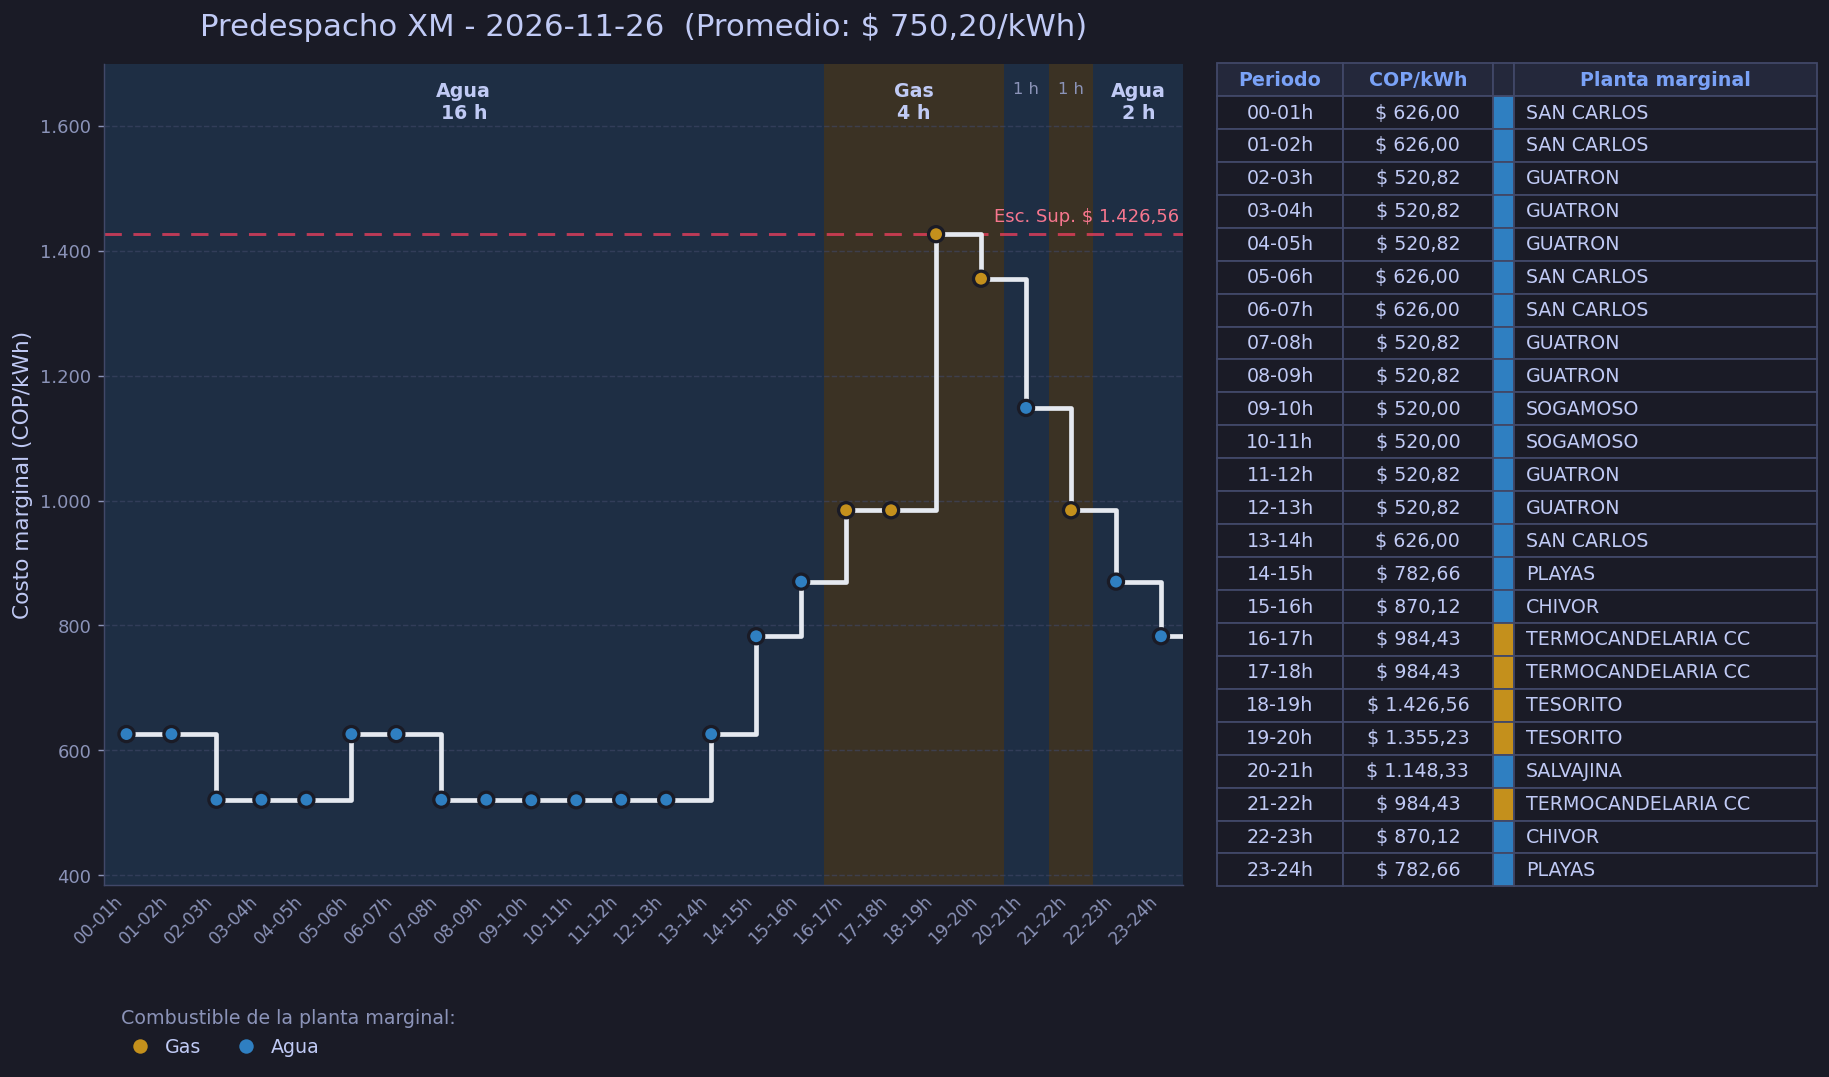 Predespacho XM - 2026-11-26  (Promedio: $ 750,20/kWh)
Agua
16 h
Gas
4 h
1 h
1 h
Agua
2 h
Esc. Sup. $ 1.426,56
Costo marginal (COP/kWh)
1.600
1.400
1.200
1.000
800
600
400
00-01h
01-02h
02-03h
03-04h
04-05h
05-06h
06-07h
07-08h
08-09h
09-10h
10-11h
11-12h
12-13h
13-14h
14-15h
15-16h
16-17h
17-18h
18-19h
19-20h
20-21h
21-22h
22-23h
23-24h
Combustible de la planta marginal:
Gas Agua
Periodo COP/kWh Planta marginal
00-01h $ 626,00 SAN CARLOS
01-02h $ 626,00 SAN CARLOS
02-03h $ 520,82 GUATRON
03-04h $ 520,82 GUATRON
04-05h $ 520,82 GUATRON
05-06h $ 626,00 SAN CARLOS
06-07h $ 626,00 SAN CARLOS
07-08h $ 520,82 GUATRON
08-09h $ 520,82 GUATRON
09-10h $ 520,00 SOGAMOSO
10-11h $ 520,00 SOGAMOSO
11-12h $ 520,82 GUATRON
12-13h $ 520,82 GUATRON
13-14h $ 626,00 SAN CARLOS
14-15h $ 782,66 PLAYAS
15-16h $ 870,12 CHIVOR
16-17h $ 984,43 TERMOCANDELARIA CC
17-18h $ 984,43 TERMOCANDELARIA CC
18-19h $ 1.426,56 TESORITO
19-20h $ 1.355,23 TESORITO
20-21h $ 1.148,33 SALVAJINA
21-22h $ 984,43 TERMOCANDELARIA CC
22-23h $ 870,12 CHIVOR
23-24h $ 782,66 PLAYAS